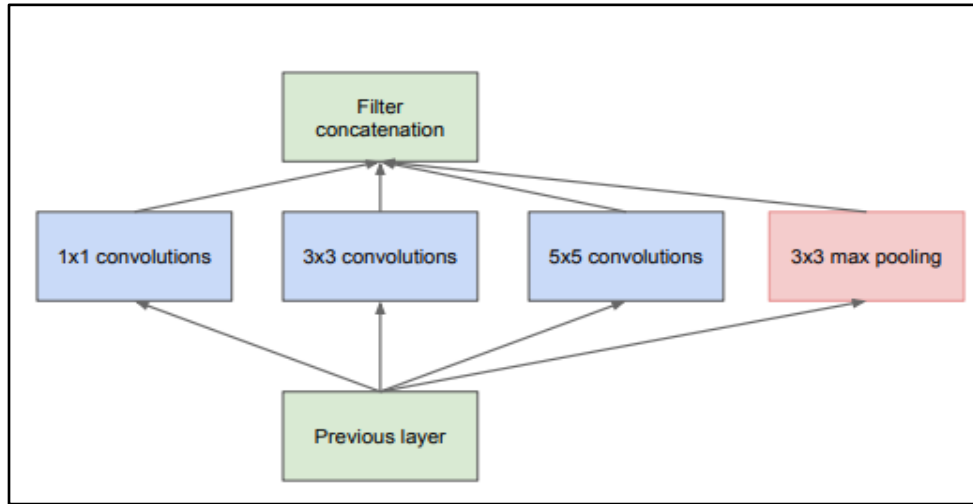 Filter
concatenation
1x1 convolutions
3x3 convolutions
5x5 convolutions
3x3 max pooling
Previous layer